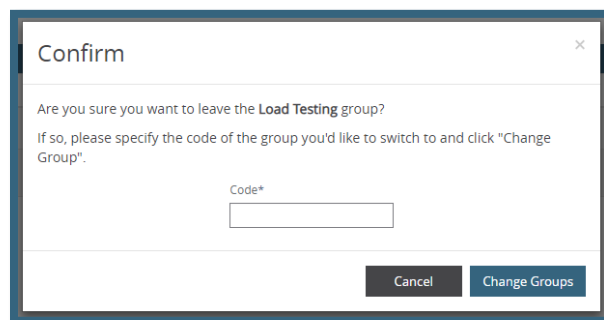 Confirm
×
Are you sure you want to leave the Load Testing group?
If so, please specify the code of the group you'd like to switch to and click "Change
Group".
Code*
Cancel
Change Groups